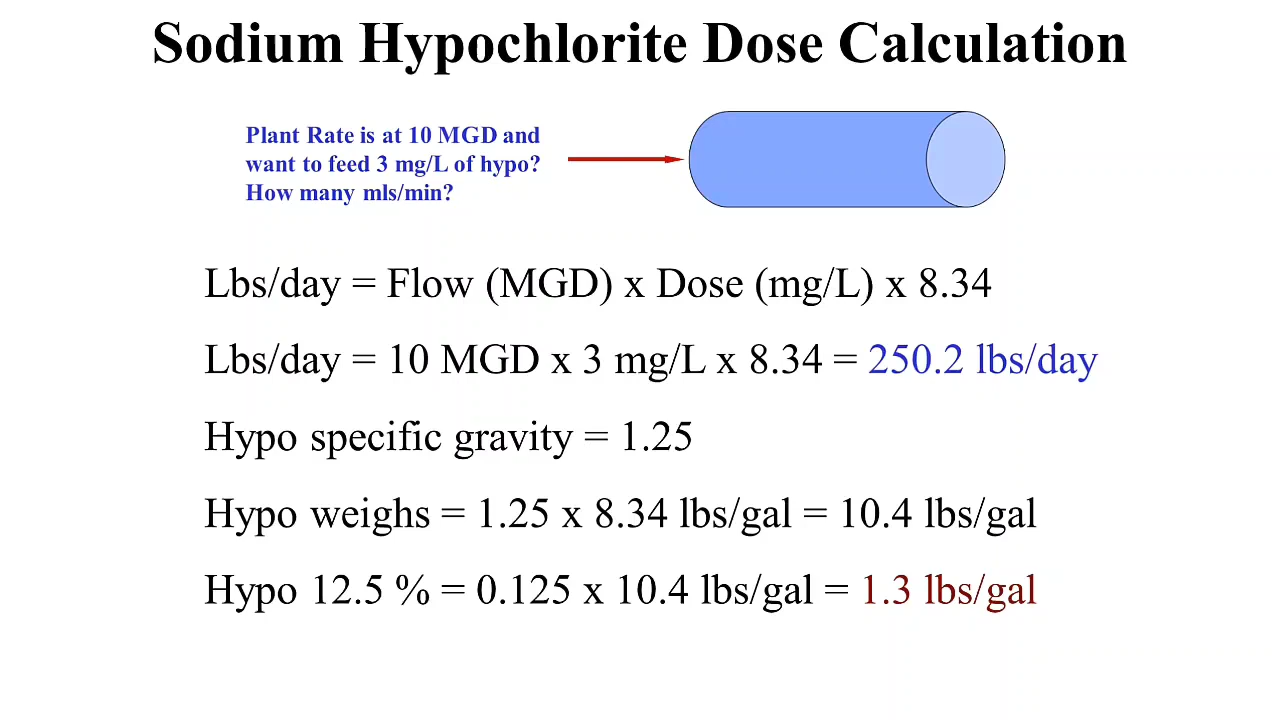 Sodium Hypochlorite Dose Calculation
Plant Rate is at 10 MGD and
want to feed 3 mg/L of hypo?
How many mls/min?
Lbs/day = Flow (MGD) x Dose (mg/L) x 8.34
Lbs/day = 10 MGD x 3 mg/L x 8.34 = 250.2 lbs/day
Hypo specific gravity = 1.25
Hypo weighs = 1.25 x 8.34 lbs/gal = 10.4 lbs/gal
Hypo 12.5 % = 0.125 x 10.4 lbs/gal = 1.3 lbs/gal